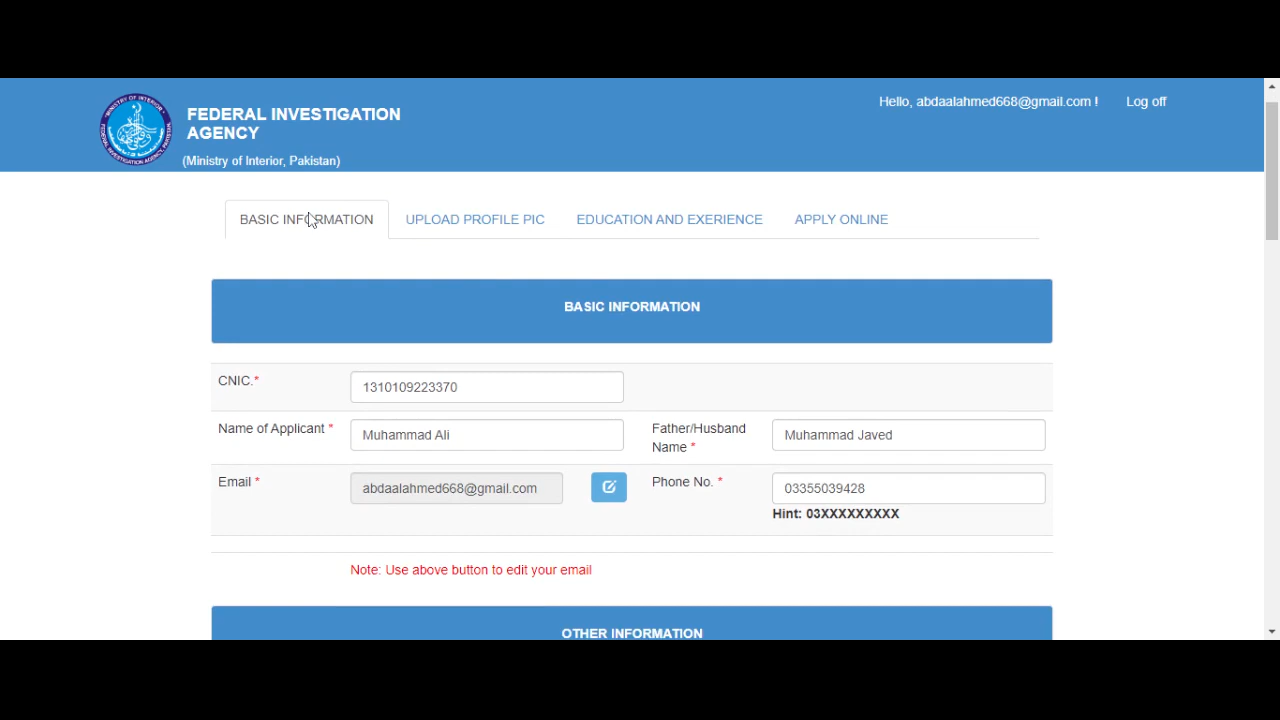 FEDERAL INVESTIGATION
AGENCY
(Ministry of Interior, Pakistan)
Hello, abdaalahmed668@gmail.com !
Log off
BASIC INFORMATION
UPLOAD PROFILE PIC
EDUCATION AND EXERIENCE
APPLY ONLINE
BASIC INFORMATION
CNIC.*
1310109223370
Name of Applicant *
Muhammad Ali
Father/Husband
Name *
Muhammad Javed
Email *
abdaalahmed668@gmail.com
Phone No. *
03355039428
Hint: 03XXXXXXXXX
Note: Use above button to edit your email
OTHER INFORMATION